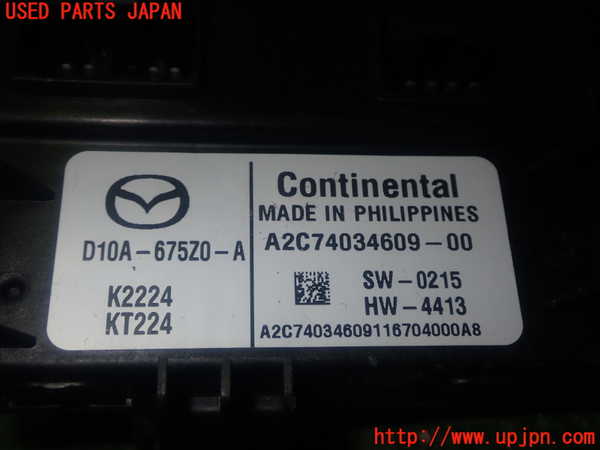 USED PARTS JAPAN
D10A-675Z0-A
K2224
KT224
Continental
MADE IN PHILIPPINES
A2C74034609-00
SW-0215
HW-4413
A2C74034609116704000A8
http://www.upjpn.com/